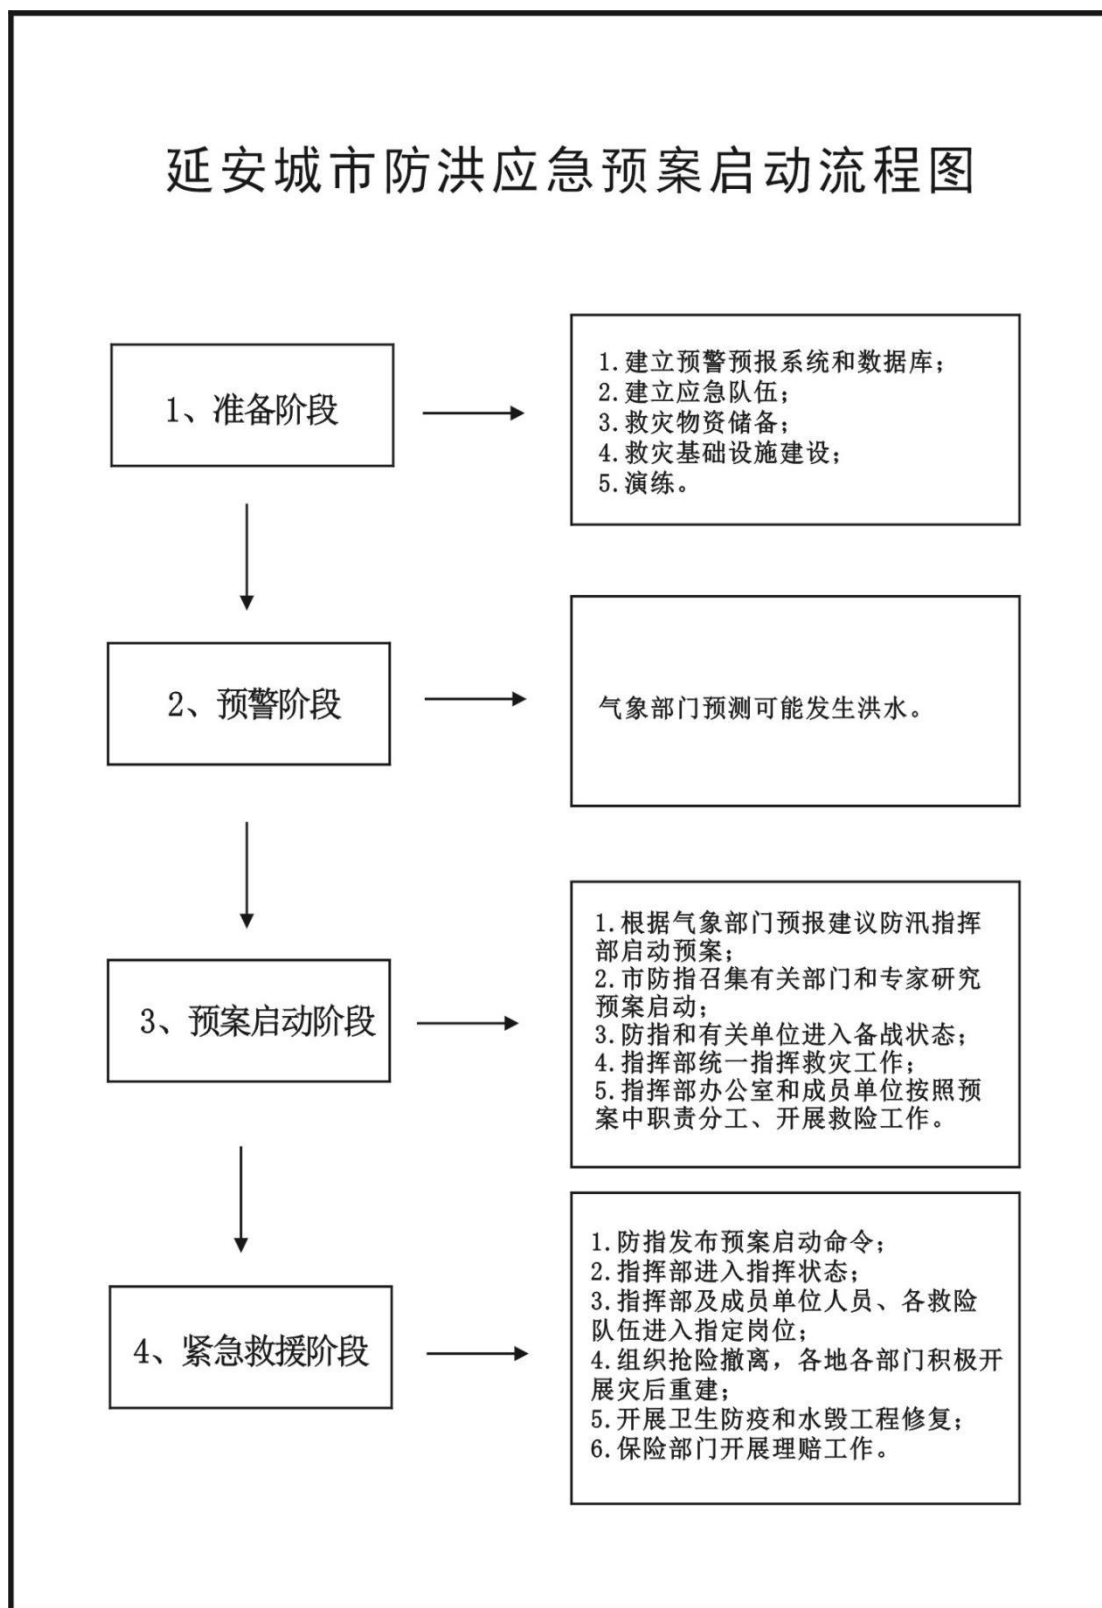 延安城市防洪应急预案启动流程图
1、准备阶段
1.建立预警预报系统和数据库；
2.建立应急队伍；
3.救灾物资储备；
4.救灾基础设施建设；
5.演练。
2、预警阶段
气象部门预测可能发生洪水。
3、预案启动阶段
1.根据气象部门预报建议防汛指挥
部启动预案；
2.市防指召集有关部门和专家研究
预案启动；
3.防指和有关单位进入备战状态；
4.指挥部统一指挥救灾工作；
5.指挥部办公室和成员单位按照预
案中职责分工、开展救险工作。
4、紧急救援阶段
1.防指发布预案启动命令；
2.指挥部进入指挥状态；
3.指挥部及成员单位人员、各救险
队伍进入指定岗位；
4.组织抢险撤离，各地各部门积极开
展灾后重建；
5.开展卫生防疫和水毁工程修复；
6.保险部门开展理赔工作。